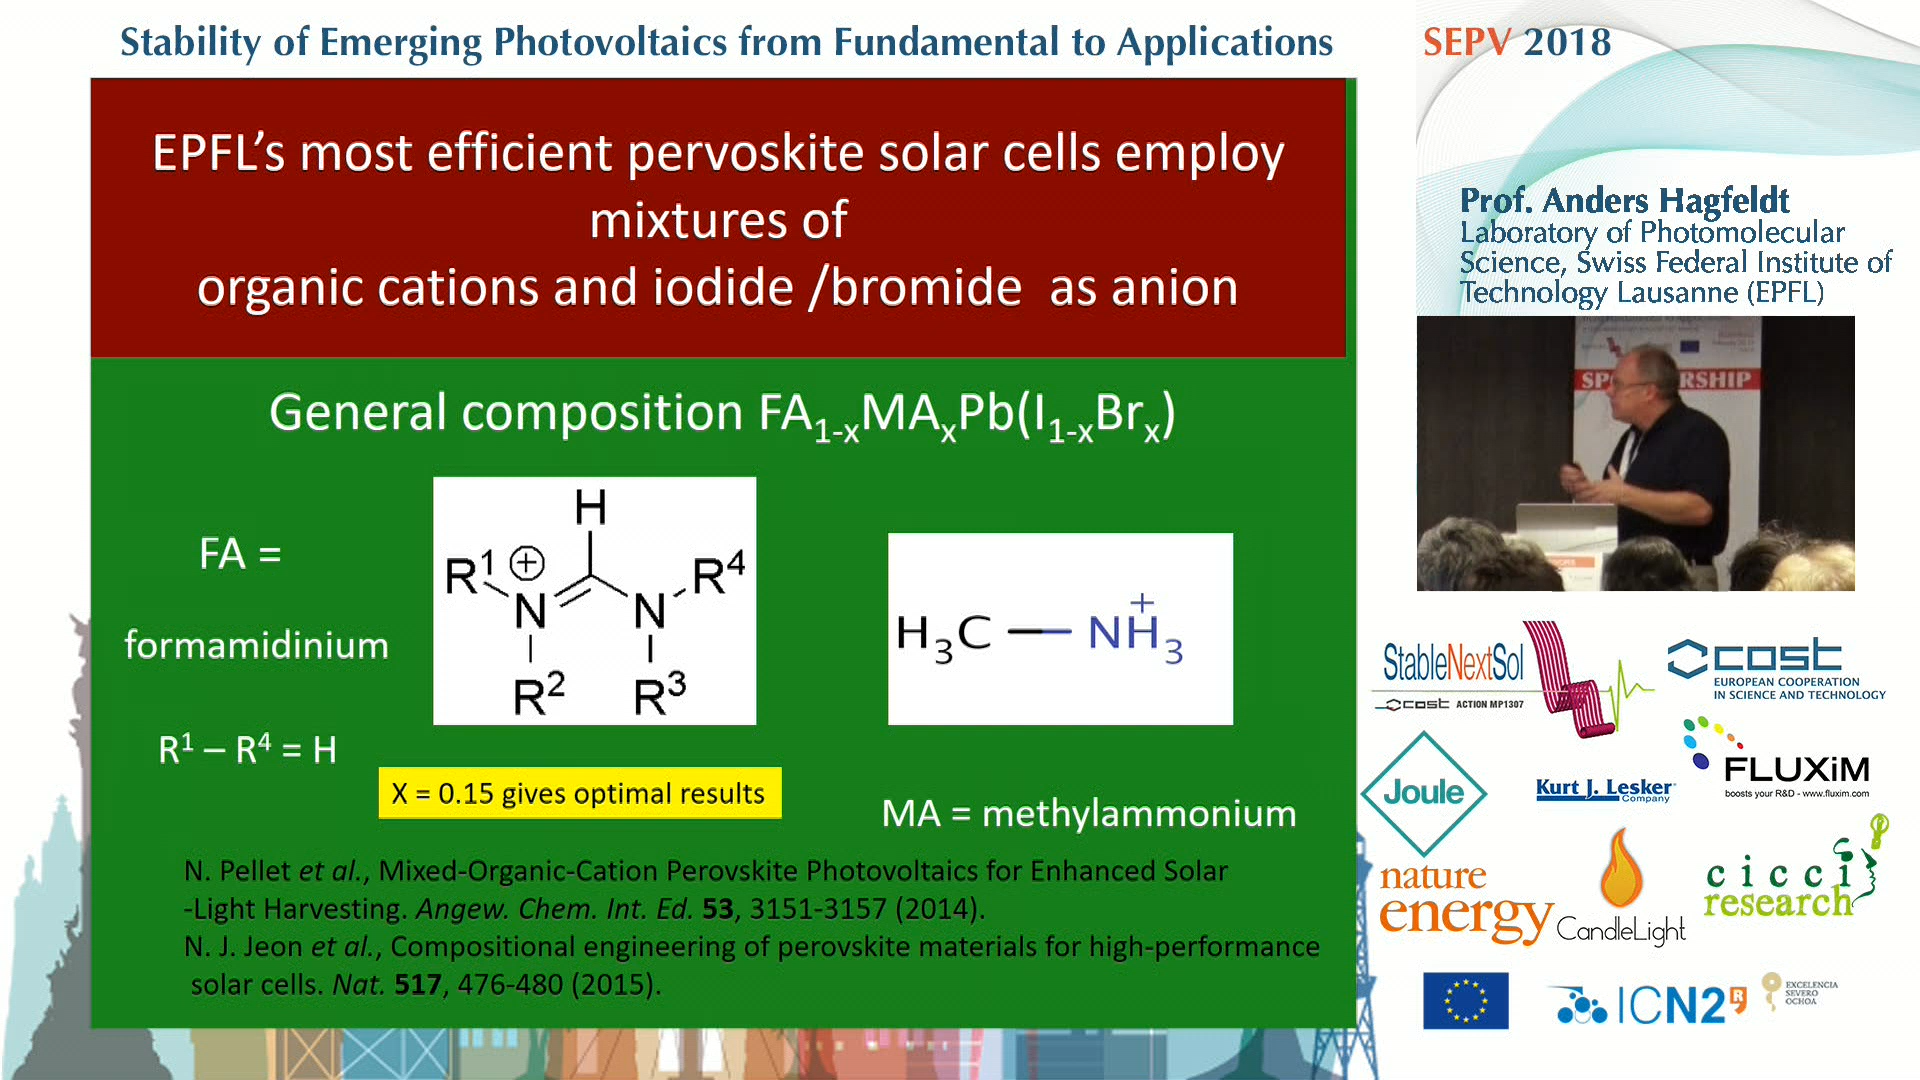 Stability of Emerging Photovoltaics from Fundamental to Applications
SEPV 2018
EPFL’s most efficient pervoskite solar cells employ
mixtures of
organic cations and iodide /bromide as anion
General composition FA1-xMAxPb(I1-xBrx)
FA =
formamidinium
R¹ – R⁴ = H
H
R¹ ⊕ R⁴
N N
R² R³
H₃C — NH₃
+
X = 0.15 gives optimal results
MA = methylammonium
N. Pellet et al., Mixed-Organic-Cation Perovskite Photovoltaics for Enhanced Solar
-Light Harvesting. Angew. Chem. Int. Ed. 53, 3151-3157 (2014).
N. J. Jeon et al., Compositional engineering of perovskite materials for high-performance
solar cells. Nat. 517, 476-480 (2015).
Prof. Anders Hagfeldt
Laboratory of Photomolecular
Science, Swiss Federal Institute of
Technology Lausanne (EPFL)
StableNextSol
cost ACTION MP1307
cost
EUROPEAN COOPERATION
IN SCIENCE AND TECHNOLOGY
Joule
Kurt J. Lesker
Company
FLUXiM
boosts your R&D - www.fluxim.com
nature
energy
CandleLight
cicci
research
ICN2
EXCELENCIA
SEVERO
OCHOA